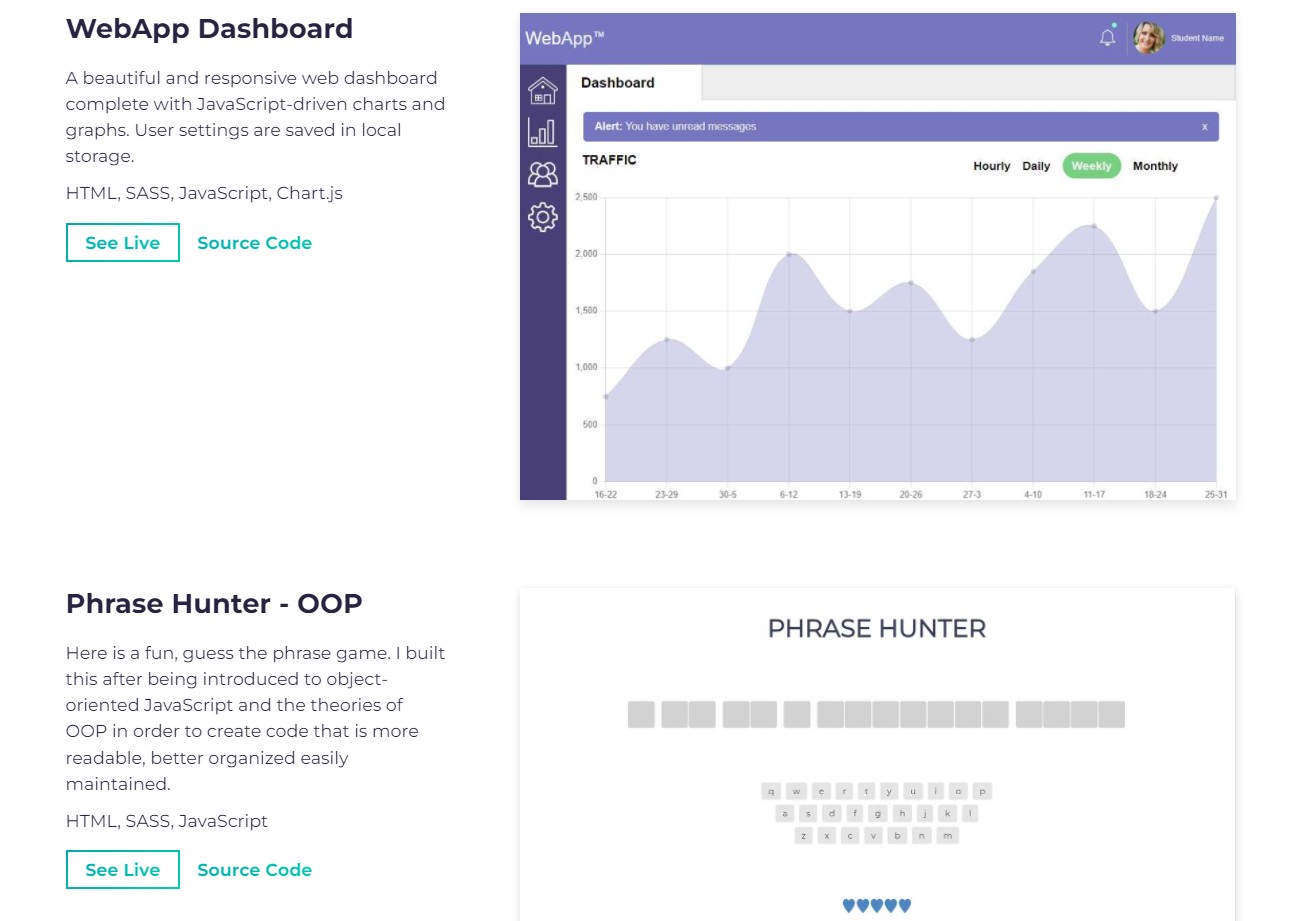 WebApp Dashboard
A beautiful and responsive web dashboard
complete with JavaScript-driven charts and
graphs. User settings are saved in local
storage.
HTML, SASS, JavaScript, Chart.js
See Live Source Code
WebApp™
Student Name
Dashboard
Alert: You have unread messages x
TRAFFIC
Hourly Daily Weekly Monthly
2,500
2,000
1,500
1,000
500
0
16-22 23-29 30-5 6-12 13-19 20-26 27-3 4-10 11-17 18-24 25-31
Phrase Hunter - OOP
Here is a fun, guess the phrase game. I built
this after being introduced to object-
oriented JavaScript and the theories of
OOP in order to create code that is more
readable, better organized easily
maintained.
HTML, SASS, JavaScript
See Live Source Code
PHRASE HUNTER
q w e r t y u i o p
a s d f g h j k l
z x c v b n m